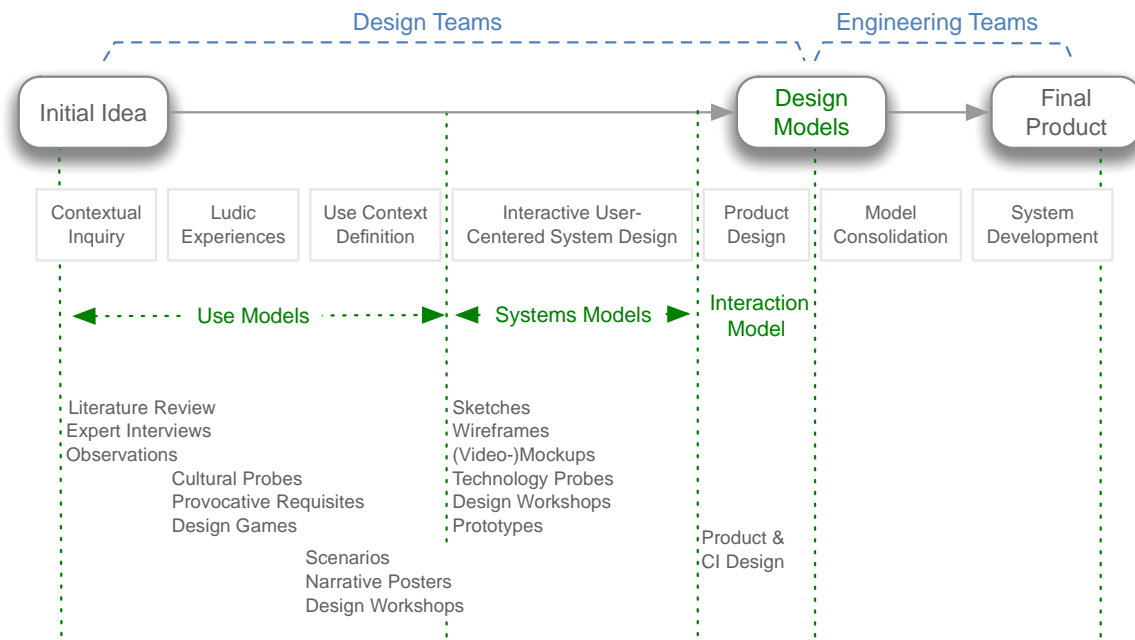 Design Teams
Engineering Teams
Initial Idea
Design
Models
Final
Product
Contextual
Inquiry
Ludic
Experiences
Use Context
Definition
Interactive User-
Centered System Design
Product
Design
Model
Consolidation
System
Development
Use Models
Systems Models
Interaction
Model
Literature Review
Expert Interviews
Observations
Cultural Probes
Provocative Requisites
Design Games
Scenarios
Narrative Posters
Design Workshops
Sketches
Wireframes
(Video-)Mockups
Technology Probes
Design Workshops
Prototypes
Product &
CI Design